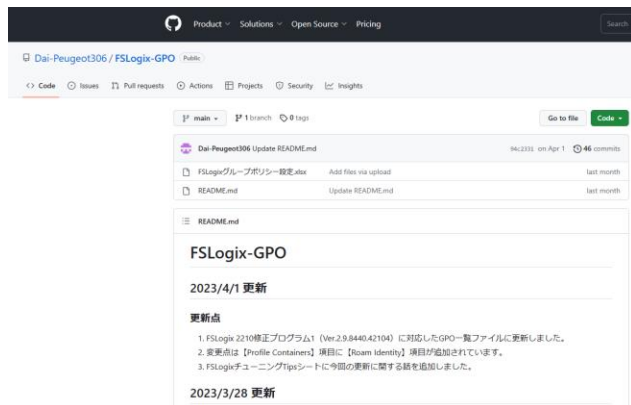 Product Solutions Open Source Pricing
Search
Dai-Peugeot306 / FSLogix-GPO Public
Code Issues Pull requests Actions Projects Security Insights
main 1 branch 0 tags Go to file Code
Dai-Peugeot306 Update README.md 94c2331 on Apr 1 46 commits
FSLogixグループポリシー設定.xlsx Add files via upload last month
README.md Update README.md last month
README.md
FSLogix-GPO
2023/4/1 更新
更新点
1. FSLogix 2210修正プログラム1（Ver.2.9.8440.42104）に対応したGPO一覧ファイルに更新しました。
2. 変更点は【Profile Containers】項目に【Roam Identity】項目が追加されています。
3. FSLogixチューニングTipsシートに今回の更新に関する話を追加しました。
2023/3/28 更新